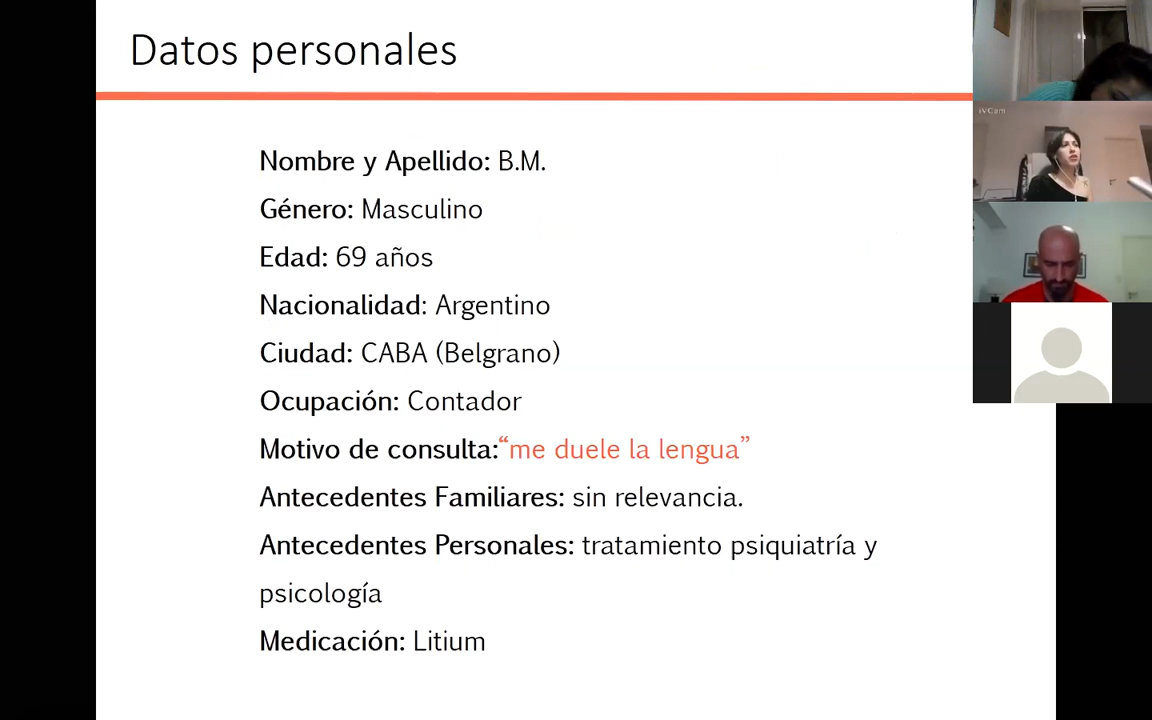 Datos personales
Nombre y Apellido: B.M.
Género: Masculino
Edad: 69 años
Nacionalidad: Argentino
Ciudad: CABA (Belgrano)
Ocupación: Contador
Motivo de consulta:“me duele la lengua”
Antecedentes Familiares: sin relevancia.
Antecedentes Personales: tratamiento psiquiatría y
psicología
Medicación: Litium
iVCam